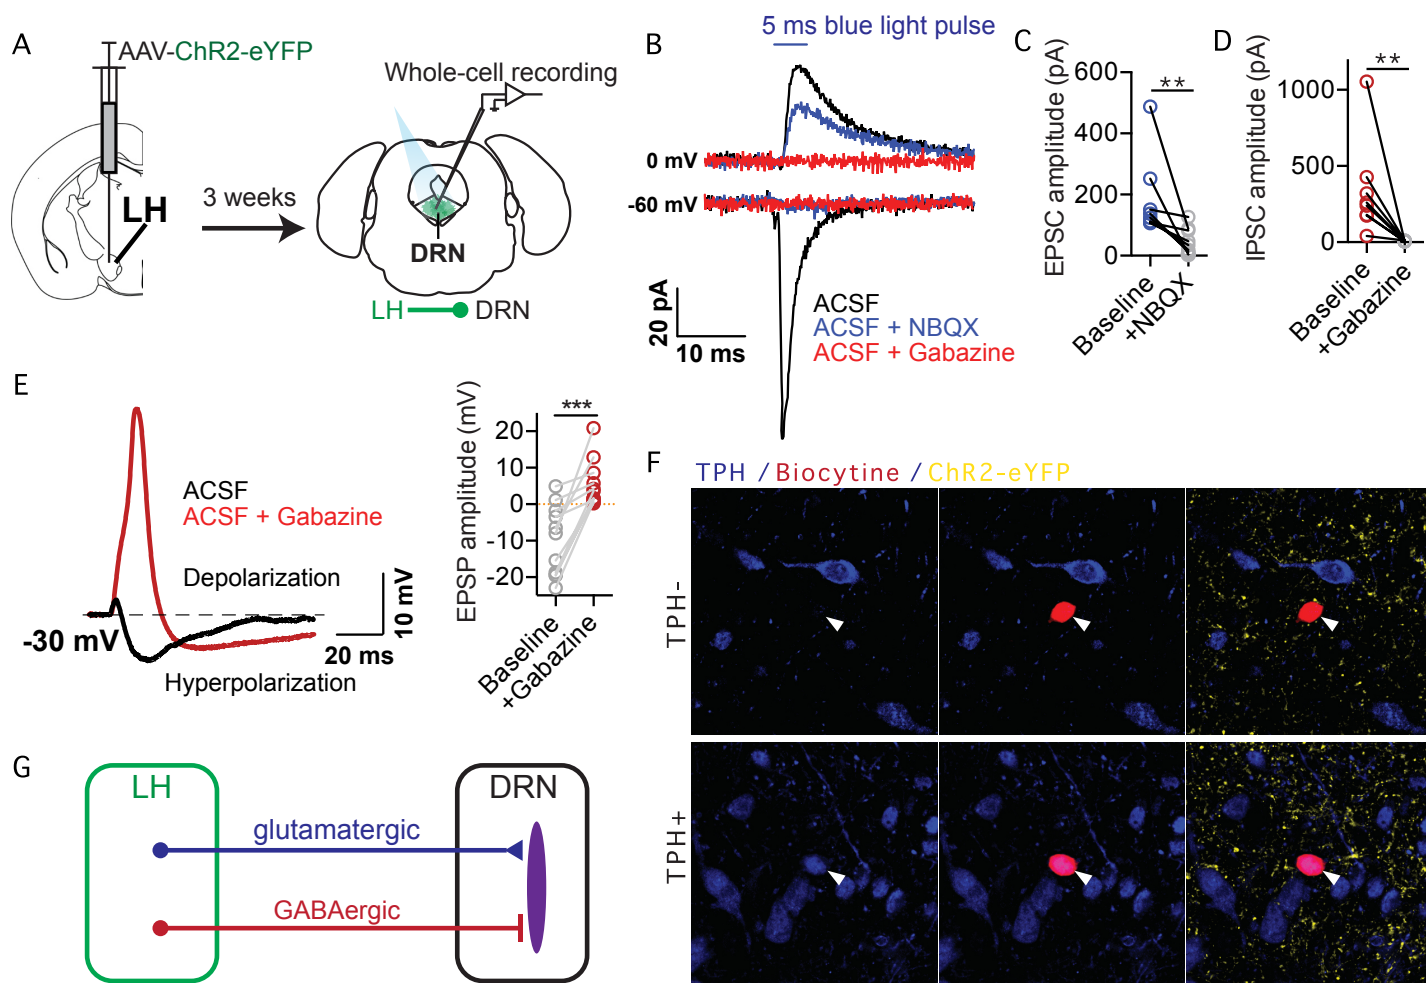 A
AAV-ChR2-eYFP
LH
3 weeks
Whole-cell recording
DRN
LH DRN
B
5 ms blue light pulse
0 mV
-60 mV
20 pA
10 ms
ACSF
ACSF + NBQX
ACSF + Gabazine
C
EPSC amplitude (pA)
600
400
200
0
**
Baseline
+NBQX
D
IPSC amplitude (pA)
1000
500
0
**
Baseline
+Gabazine
E
ACSF
ACSF + Gabazine
Depolarization
-30 mV
Hyperpolarization
10 mV
20 ms
EPSP amplitude (mV)
20
10
0
-10
-20
***
Baseline
+Gabazine
F
TPH / Biocytine / ChR2-eYFP
TPH-
TPH+
G
LH
DRN
glutamatergic
GABAergic